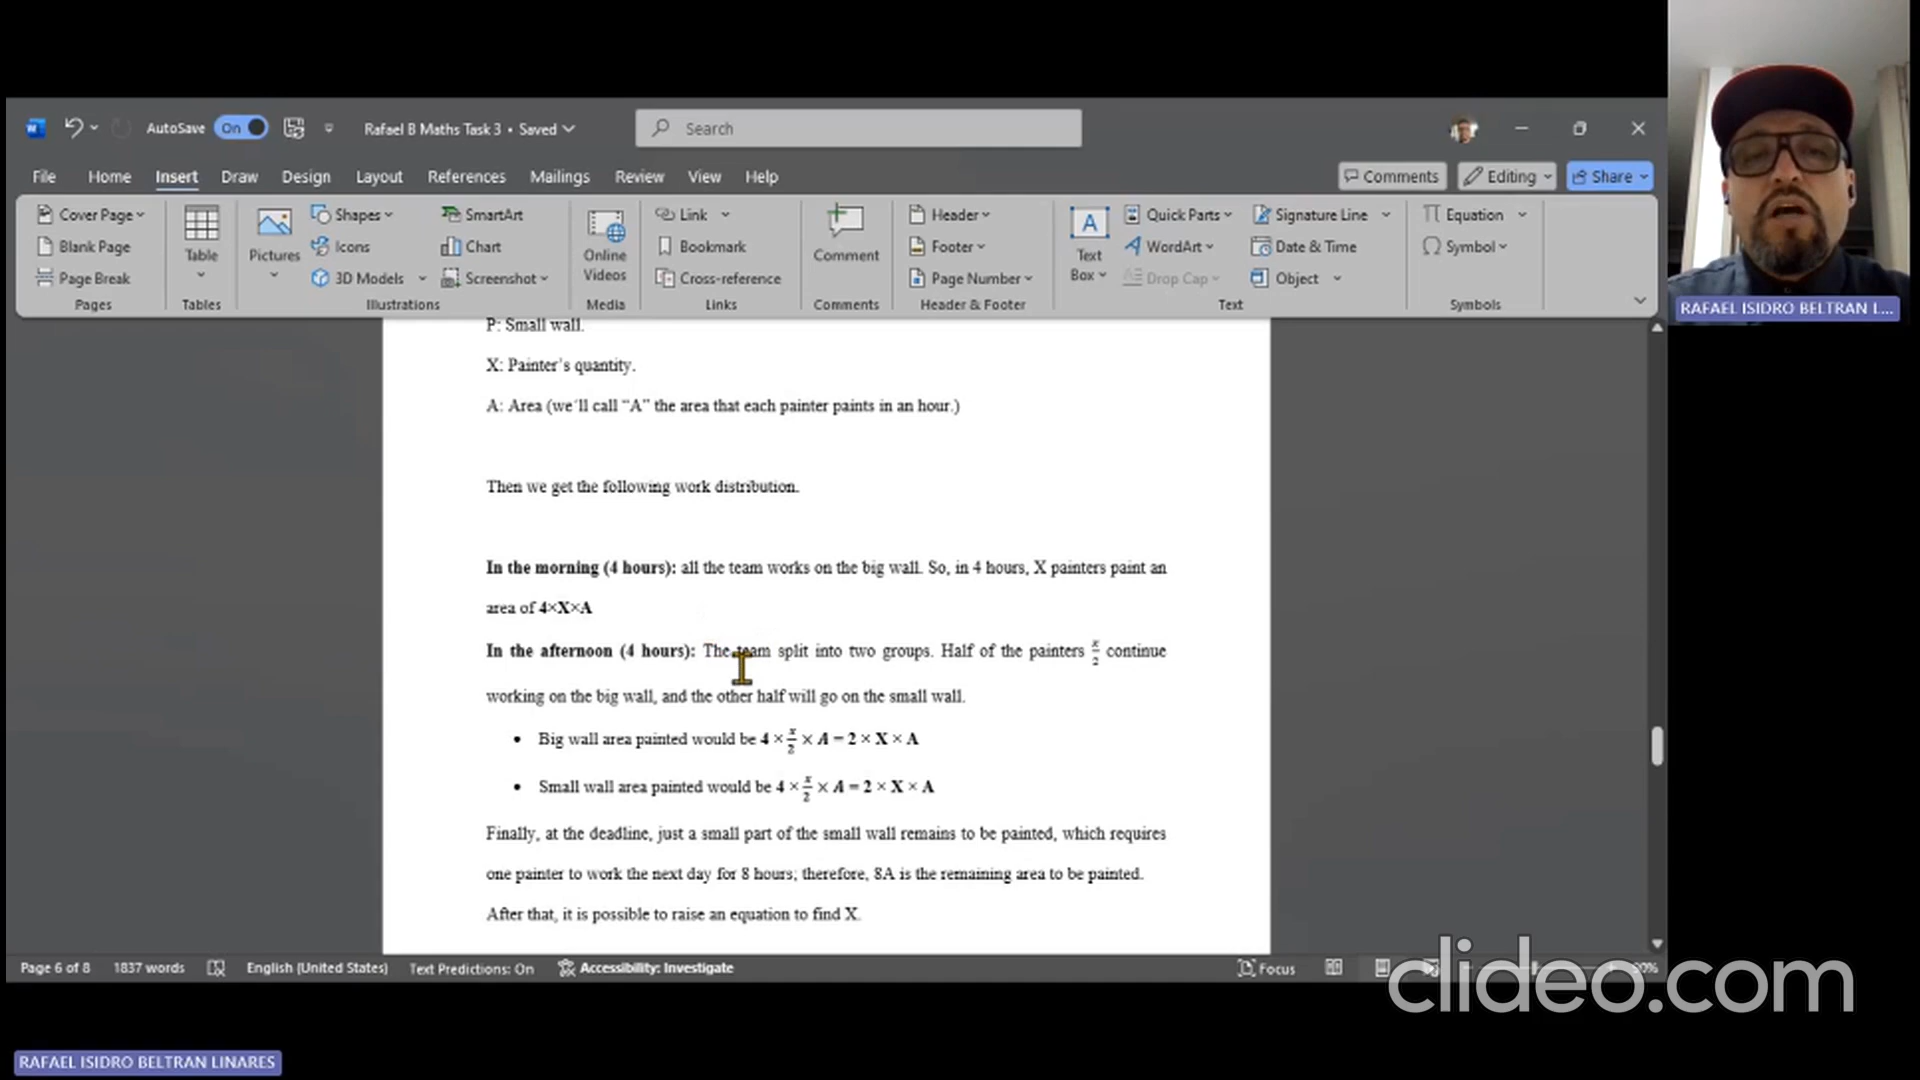 AutoSave On Rafael B Maths Task 3 • Saved Search
File Home Insert Draw Design Layout References Mailings Review View Help Comments Editing Share
Cover Page Blank Page Page Break Pages
Table Tables
Pictures Shapes Icons 3D Models SmartArt Chart Screenshot Illustrations
Online Videos Media
Link Bookmark Cross-reference Links
Comment Comments
Header Footer Page Number Header & Footer
Text Box Quick Parts WordArt Drop Cap Signature Line Date & Time Object Text
Equation Symbol Symbols
RAFAEL ISIDRO BELTRAN L...
P: Small wall.
X: Painter's quantity.
A: Area (we´ll call “A” the area that each painter paints in an hour.)
Then we get the following work distribution.
In the morning (4 hours): all the team works on the big wall. So, in 4 hours, X painters paint an
area of 4×X×A
In the afternoon (4 hours): The team split into two groups. Half of the painters x/2 continue
working on the big wall, and the other half will go on the small wall.
• Big wall area painted would be 4 × x/2 × A = 2 × X × A
• Small wall area painted would be 4 × x/2 × A = 2 × X × A
Finally, at the deadline, just a small part of the small wall remains to be painted, which requires
one painter to work the next day for 8 hours; therefore, 8A is the remaining area to be painted.
After that, it is possible to raise an equation to find X.
Page 6 of 8 1837 words English (United States) Text Predictions: On Accessibility: Investigate Focus
clideo.com
RAFAEL ISIDRO BELTRAN LINARES